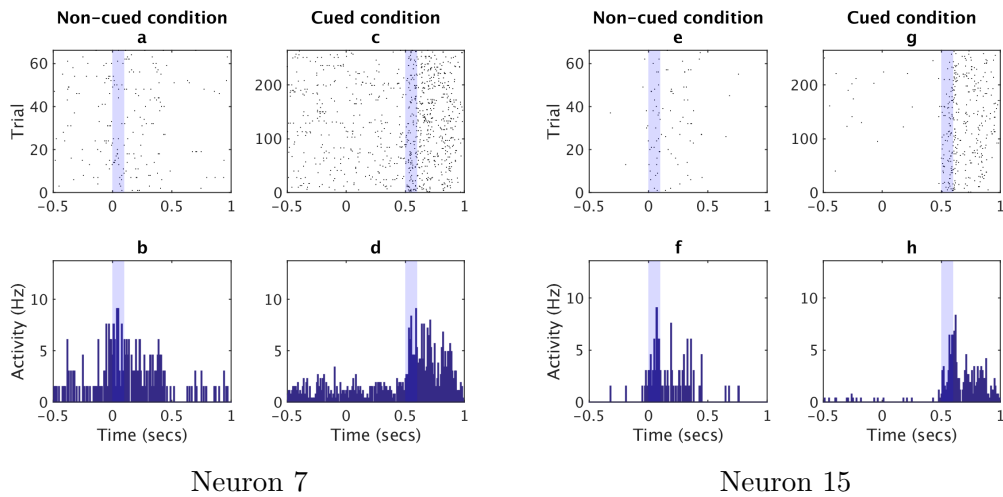 Non-cued condition Cued condition Non-cued condition Cued condition
a c e g
Trial Trial
60 200 60 200
40 40
100 100
20 20
0 0 0 0
−0.5 0 0.5 1 −0.5 0 0.5 1 −0.5 0 0.5 1 −0.5 0 0.5 1
b d f h
Activity (Hz) Activity (Hz)
10 10 10 10
5 5 5 5
0 0 0 0
−0.5 0 0.5 1 −0.5 0 0.5 1 −0.5 0 0.5 1 −0.5 0 0.5 1
Time (secs) Time (secs) Time (secs) Time (secs)
Neuron 7 Neuron 15